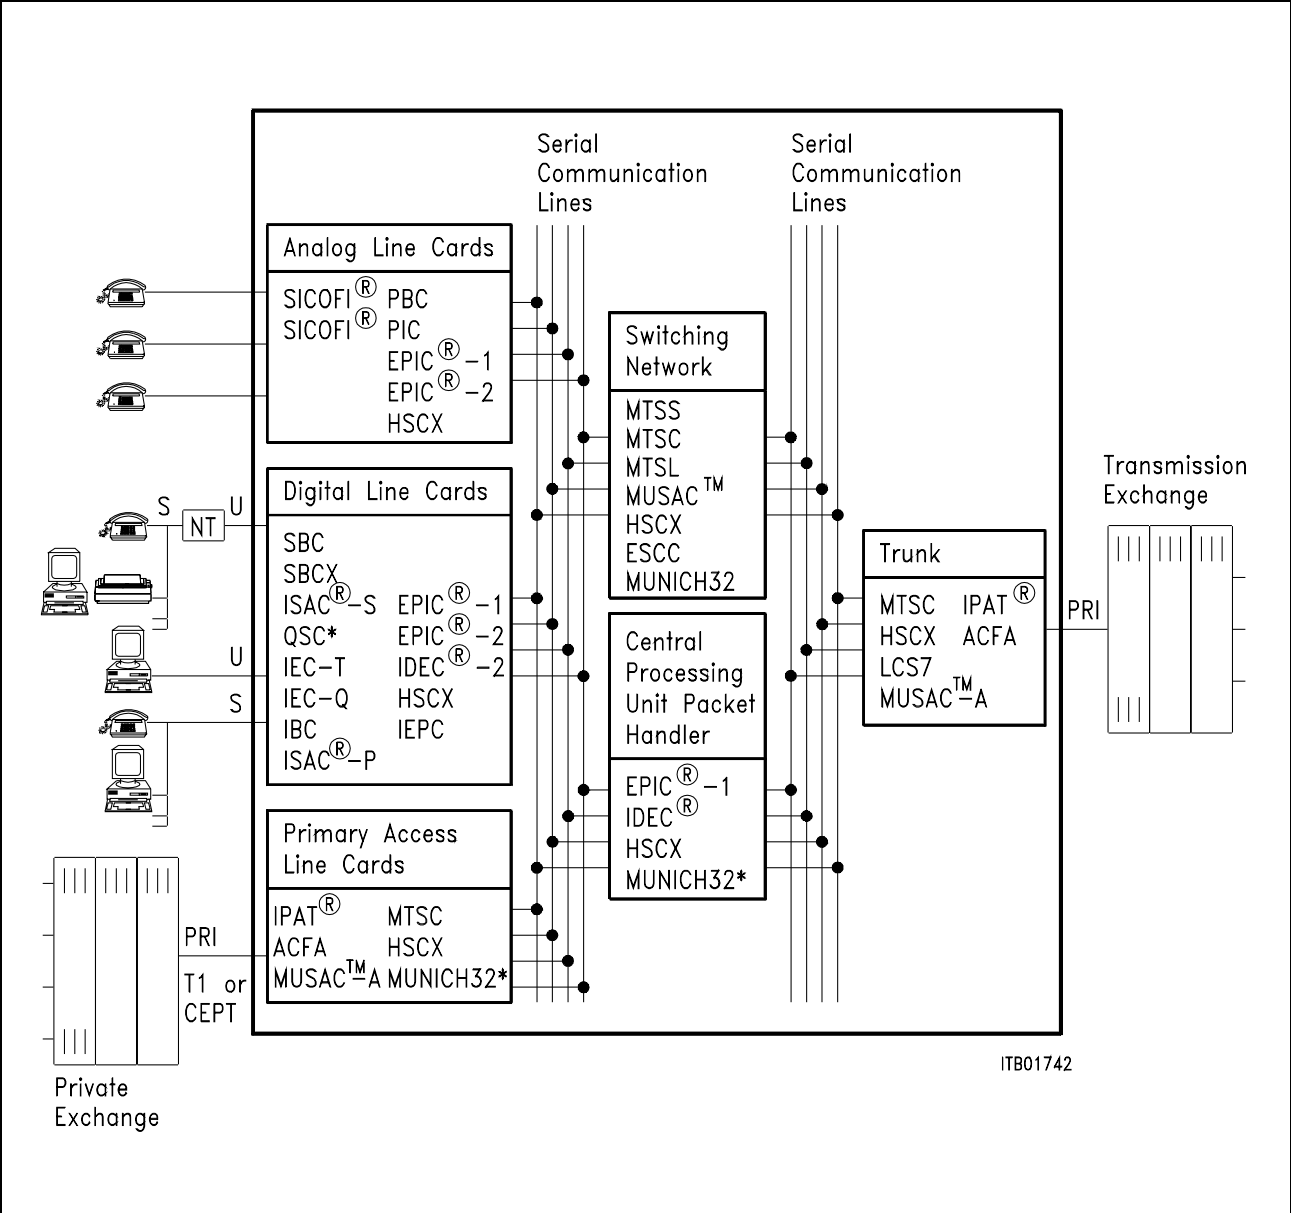 Serial
Communication
Lines
Serial
Communication
Lines
Analog Line Cards
SICOFI® PBC
SICOFI® PIC
EPIC®-1
EPIC®-2
HSCX
Switching
Network
MTSS
MTSC
MTSL
MUSAC™
HSCX
ESCC
MUNICH32
Digital Line Cards
S
NT
U
U
S
SBC
SBCX
ISAC®-S EPIC®-1
QSC* EPIC®-2
IEC-T IDEC®-2
IEC-Q HSCX
IBC IEPC
ISAC®-P
Transmission
Exchange
Trunk
MTSC IPAT®
HSCX ACFA
LCS7
MUSAC™-A
PRI
Central
Processing
Unit Packet
Handler
EPIC®-1
IDEC®
HSCX
MUNICH32*
Primary Access
Line Cards
IPAT® MTSC
ACFA HSCX
MUSAC™-A MUNICH32*
PRI
T1 or
CEPT
Private
Exchange
ITB01742